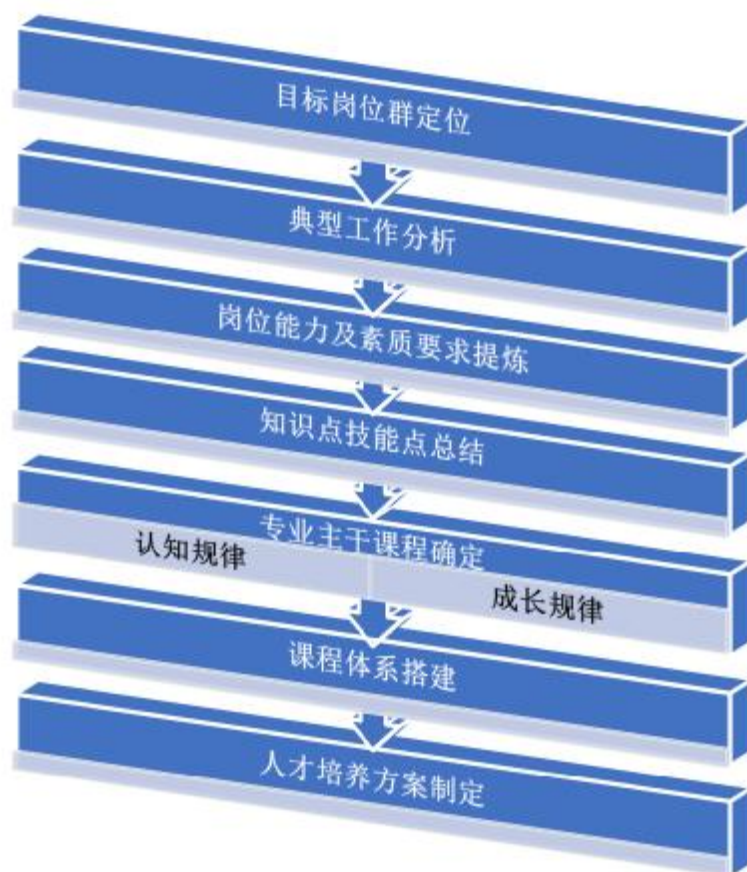 目标岗位群定位
典型工作分析
岗位能力及素质要求提炼
知识点技能点总结
专业主干课程确定
认知规律
成长规律
课程体系搭建
人才培养方案制定